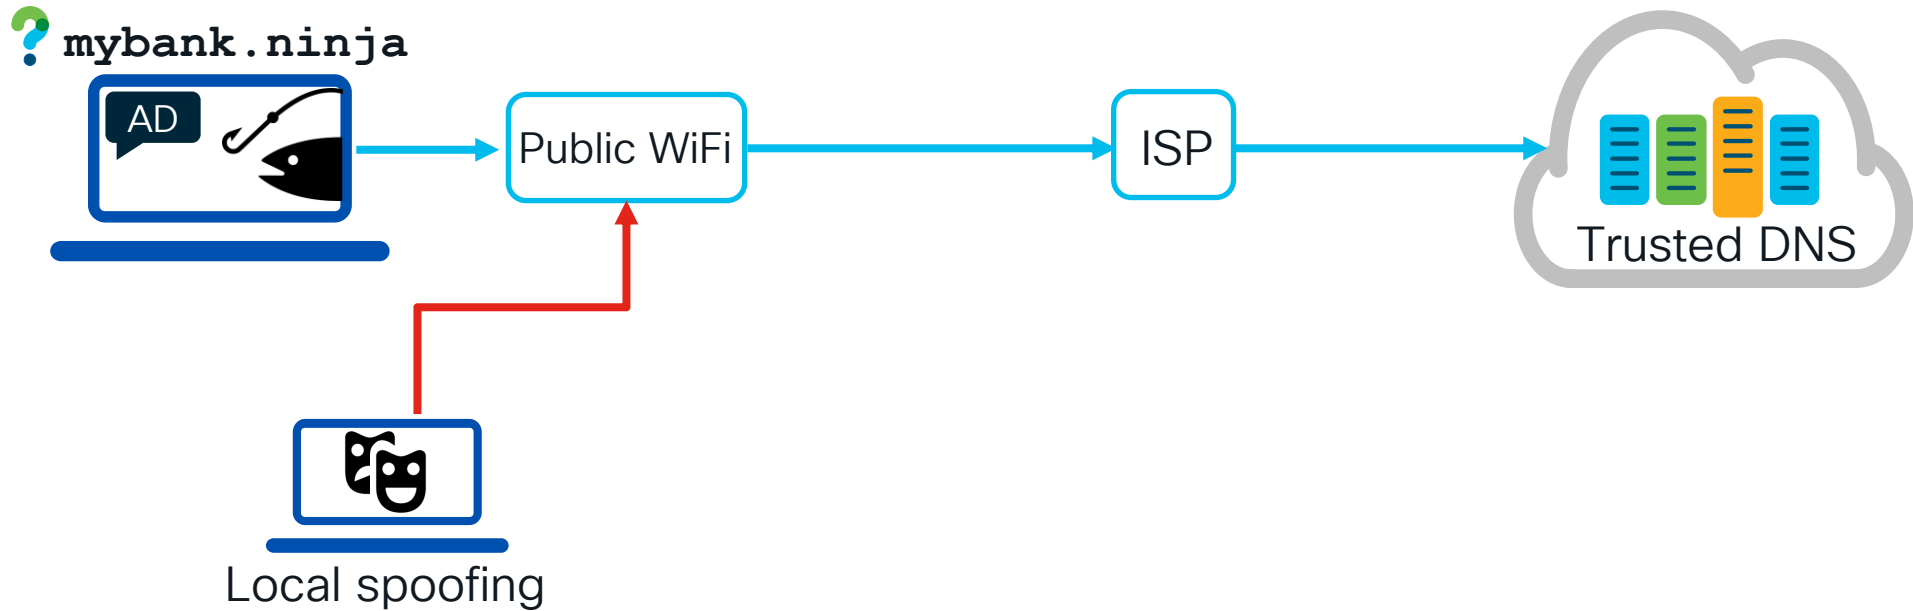 ? mybank.ninja
AD
Public WiFi
ISP
Trusted DNS
Local spoofing